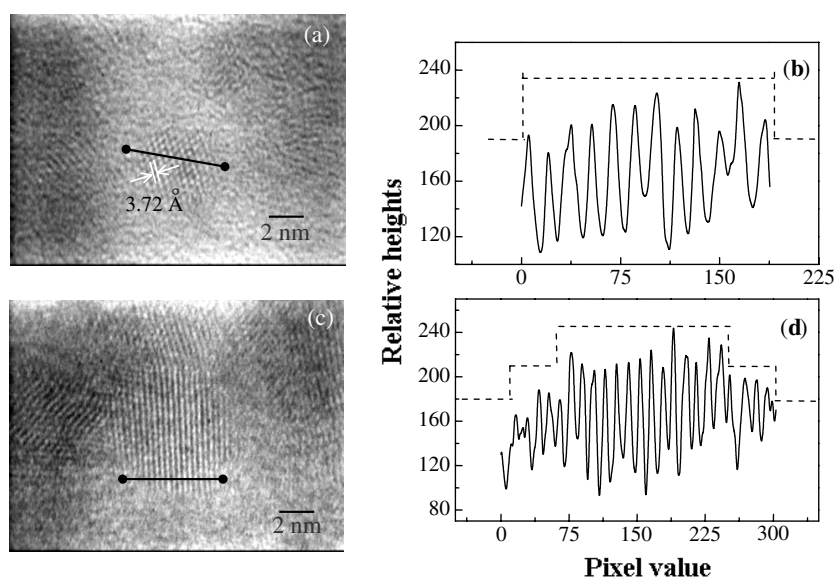 (a)
3.72 Å
2 nm
(b)
240
200
160
120
0 75 150 225
Relative heights
(c)
2 nm
(d)
240
200
160
120
80
0 75 150 225 300
Pixel value